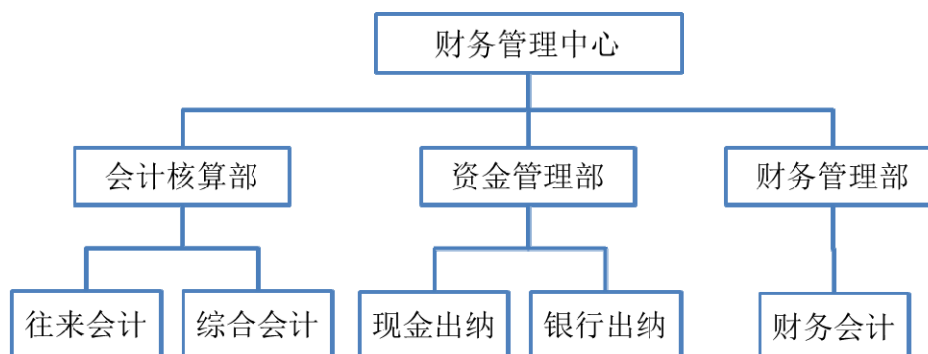 财务管理中心
会计核算部
资金管理部
财务管理部
往来会计
综合会计
现金出纳
银行出纳
财务会计